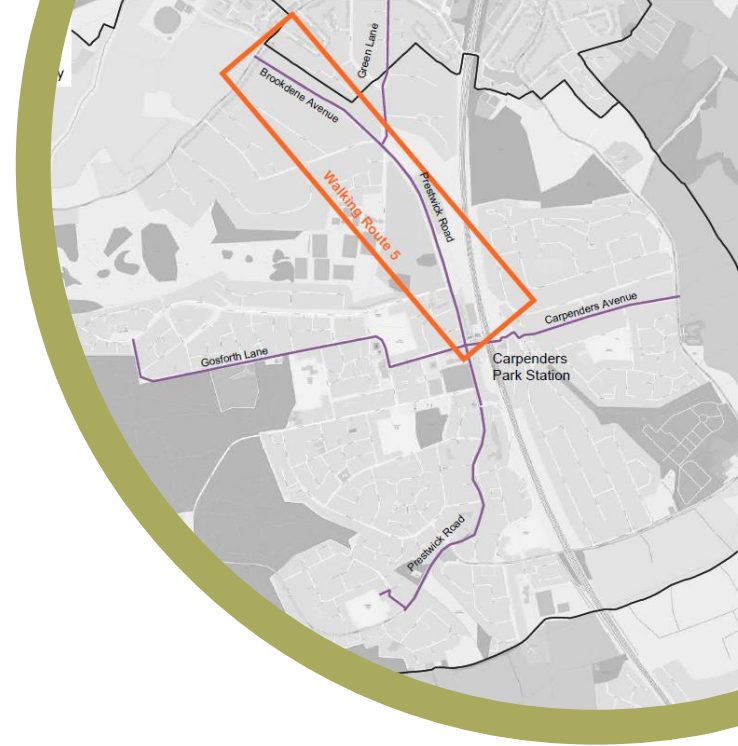 Green Lane
y
Brookdene Avenue
Walking Route 5
Prestwick Road
Carpenders Avenue
Gosforth Lane
Carpenders
Park Station
Prestwick Road